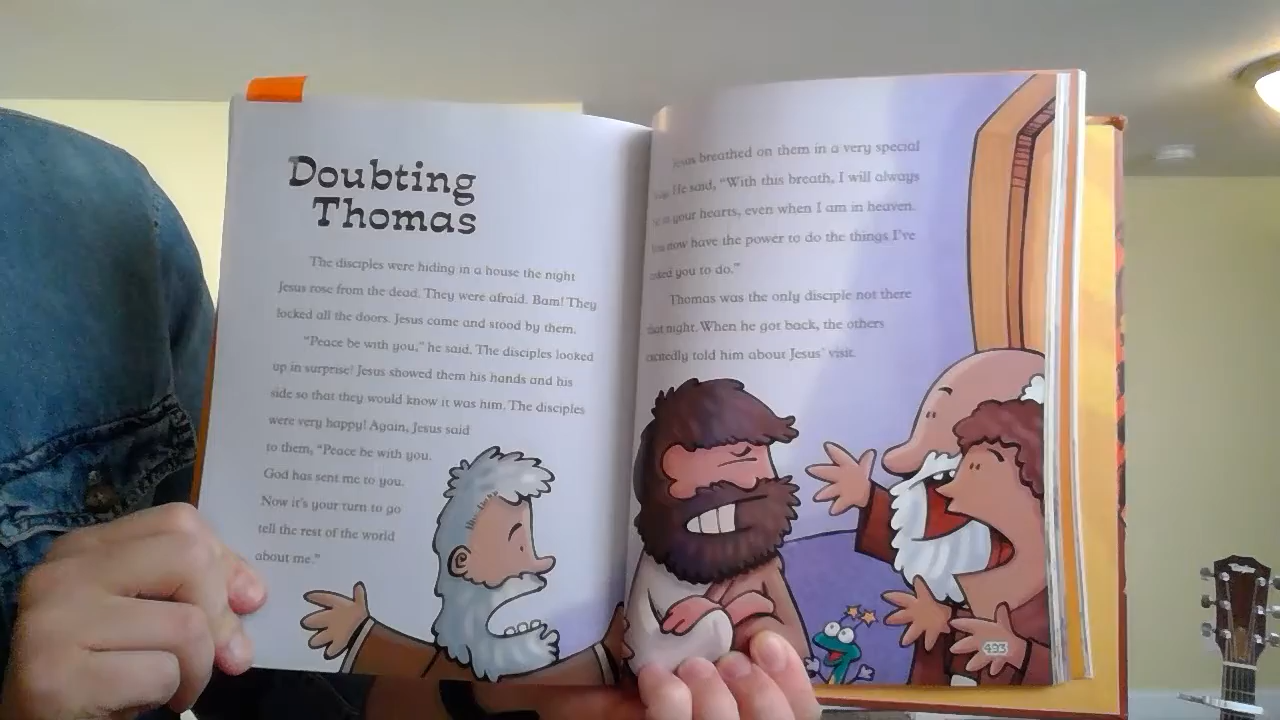 Doubting
Thomas
The disciples were hiding in a house the night
Jesus rose from the dead. They were afraid. Bam! They
locked all the doors. Jesus came and stood by them.
"Peace be with you," he said. The disciples looked
up in surprise! Jesus showed them his hands and his
side so that they would know it was him. The disciples
were very happy! Again, Jesus said
to them, "Peace be with you.
God has sent me to you.
Now it's your turn to go
tell the rest of the world
about me."
Jesus breathed on them in a very special
He said, "With this breath, I will always
your hearts, even when I am in heaven.
now have the power to do the things I've
asked you to do."
Thomas was the only disciple not there
that night. When he got back, the others
excitedly told him about Jesus' visit.
493